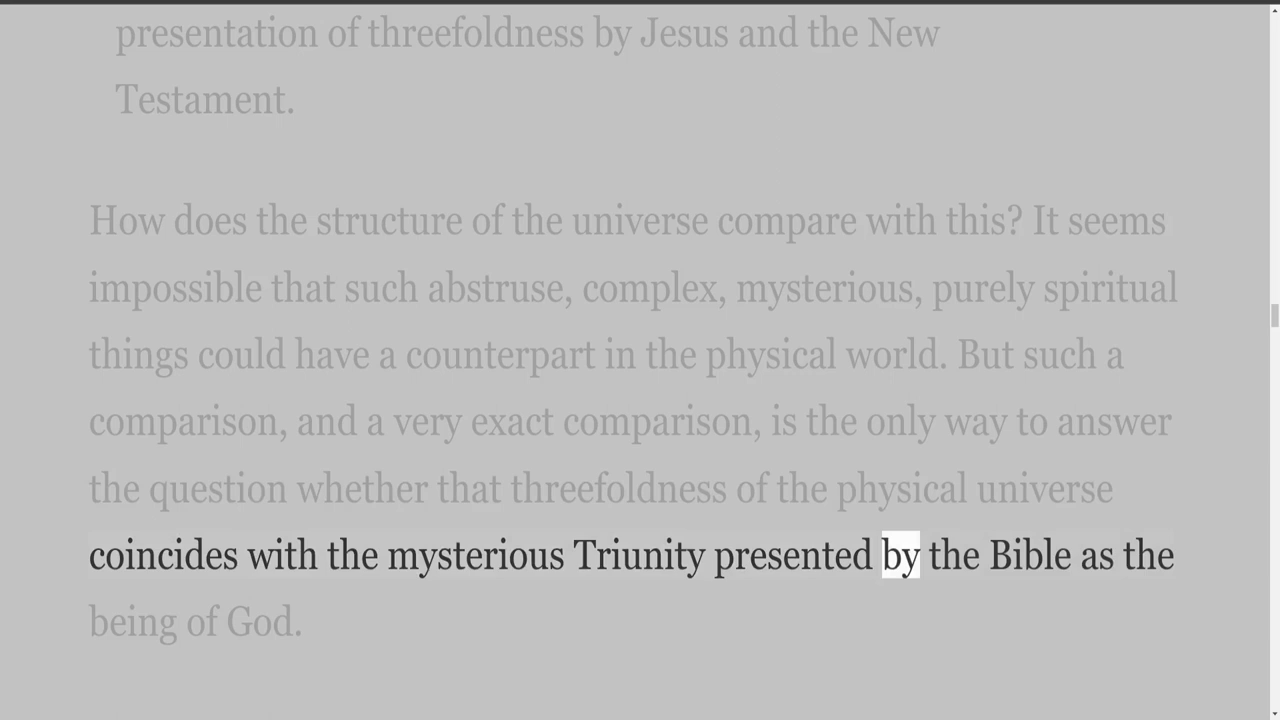 presentation of threefoldness by Jesus and the New
Testament.
How does the structure of the universe compare with this? It seems
impossible that such abstruse, complex, mysterious, purely spiritual
things could have a counterpart in the physical world. But such a
comparison, and a very exact comparison, is the only way to answer
the question whether that threefoldness of the physical universe
coincides with the mysterious Triunity presented by the Bible as the
being of God.